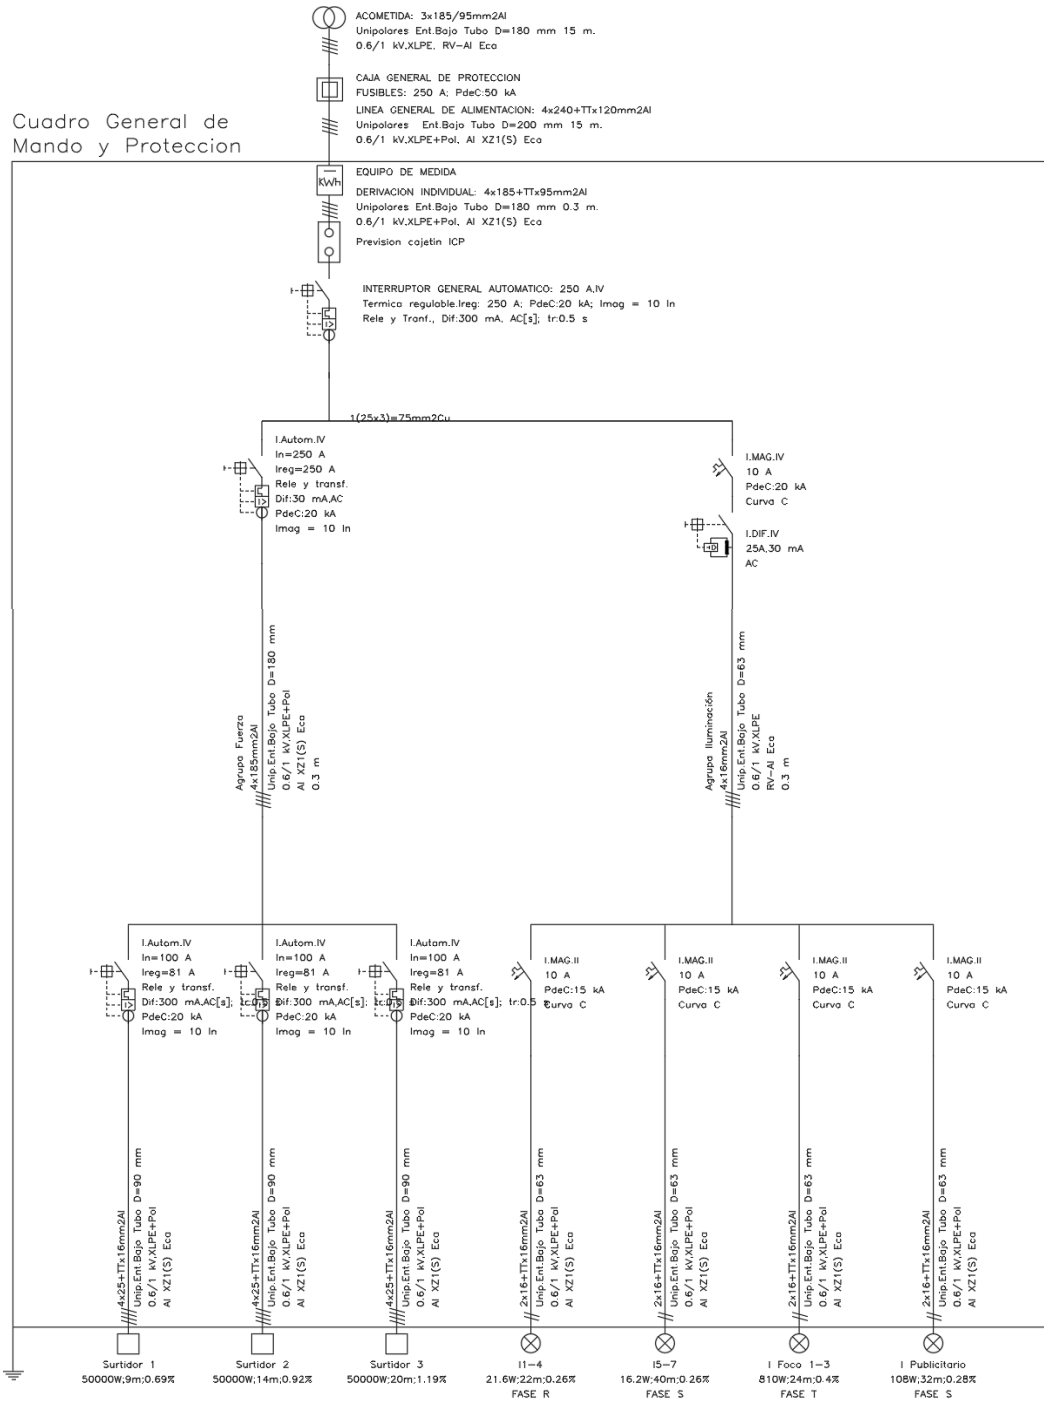 ACOMETIDA: 3x185/95mm2Al
Unipolares Ent.Bajo Tubo D=180 mm 15 m.
0.6/1 kV,XLPE, RV-Al Eca
CAJA GENERAL DE PROTECCION
FUSIBLES: 250 A; PdeC:50 kA
LINEA GENERAL DE ALIMENTACION: 4x240+TTx120mm2Al
Unipolares Ent.Bajo Tubo D=200 mm 15 m.
0.6/1 kV,XLPE+Pol, Al XZ1(S) Eca
Cuadro General de
Mando y Proteccion
KWh
EQUIPO DE MEDIDA
DERIVACION INDIVIDUAL: 4x185+TTx95mm2Al
Unipolares Ent.Bajo Tubo D=180 mm 0.3 m.
0.6/1 kV,XLPE+Pol, Al XZ1(S) Eca
Prevision cajetin ICP
INTERRUPTOR GENERAL AUTOMATICO: 250 A,IV
Termica regulable.Ireg: 250 A; PdeC:20 kA; Imag = 10 In
Rele y Tranf., Dif:300 mA, AC[s]; tr:0.5 s
1(25x3)=75mm2Cu
I.Autom.IV
In=250 A
Ireg=250 A
Rele y transf.
Dif:30 mA,AC
PdeC:20 kA
Imag = 10 In
I.MAG.IV
10 A
PdeC:20 kA
Curva C
I.DIF.IV
25A,30 mA
AC
Agrupa Fuerza
4x185mm2Al
Unip.Ent.Bajo Tubo D=180 mm
0.6/1 kV,XLPE+Pol
Al XZ1(S) Eca
0.3 m
Agrupa Iluminación
4x16mm2Al
Unip.Ent.Bajo Tubo D=63 mm
0.6/1 kV,XLPE
RV-Al Eca
0.3 m
I.Autom.IV
In=100 A
Ireg=81 A
Rele y transf.
Dif:300 mA,AC[s]; tr:0.5 s
PdeC:20 kA
Imag = 10 In
I.Autom.IV
In=100 A
Ireg=81 A
Rele y transf.
Dif:300 mA,AC[s]; tr:0.5 s
PdeC:20 kA
Imag = 10 In
I.Autom.IV
In=100 A
Ireg=81 A
Rele y transf.
Dif:300 mA,AC[s]; tr:0.5 s
PdeC:20 kA
Imag = 10 In
I.MAG.II
10 A
PdeC:15 kA
Curva C
I.MAG.II
10 A
PdeC:15 kA
Curva C
I.MAG.II
10 A
PdeC:15 kA
Curva C
I.MAG.II
10 A
PdeC:15 kA
Curva C
4x25+TTx16mm2Al
Unip.Ent.Bajo Tubo D=90 mm
0.6/1 kV,XLPE+Pol
Al XZ1(S) Eca
4x25+TTx16mm2Al
Unip.Ent.Bajo Tubo D=90 mm
0.6/1 kV,XLPE+Pol
Al XZ1(S) Eca
4x25+TTx16mm2Al
Unip.Ent.Bajo Tubo D=90 mm
0.6/1 kV,XLPE+Pol
Al XZ1(S) Eca
2x16+TTx16mm2Al
Unip.Ent.Bajo Tubo D=63 mm
0.6/1 kV,XLPE+Pol
Al XZ1(S) Eca
2x16+TTx16mm2Al
Unip.Ent.Bajo Tubo D=63 mm
0.6/1 kV,XLPE+Pol
Al XZ1(S) Eca
2x16+TTx16mm2Al
Unip.Ent.Bajo Tubo D=63 mm
0.6/1 kV,XLPE+Pol
Al XZ1(S) Eca
2x16+TTx16mm2Al
Unip.Ent.Bajo Tubo D=63 mm
0.6/1 kV,XLPE+Pol
Al XZ1(S) Eca
Surtidor 1
50000W;9m;0.69%
Surtidor 2
50000W;14m;0.92%
Surtidor 3
50000W;20m;1.19%
I1-4
21.6W;22m;0.26%
FASE R
I5-7
16.2W;40m;0.26%
FASE S
I Foco 1-3
810W;24m;0.4%
FASE T
I Publicitario
108W;32m;0.28%
FASE S